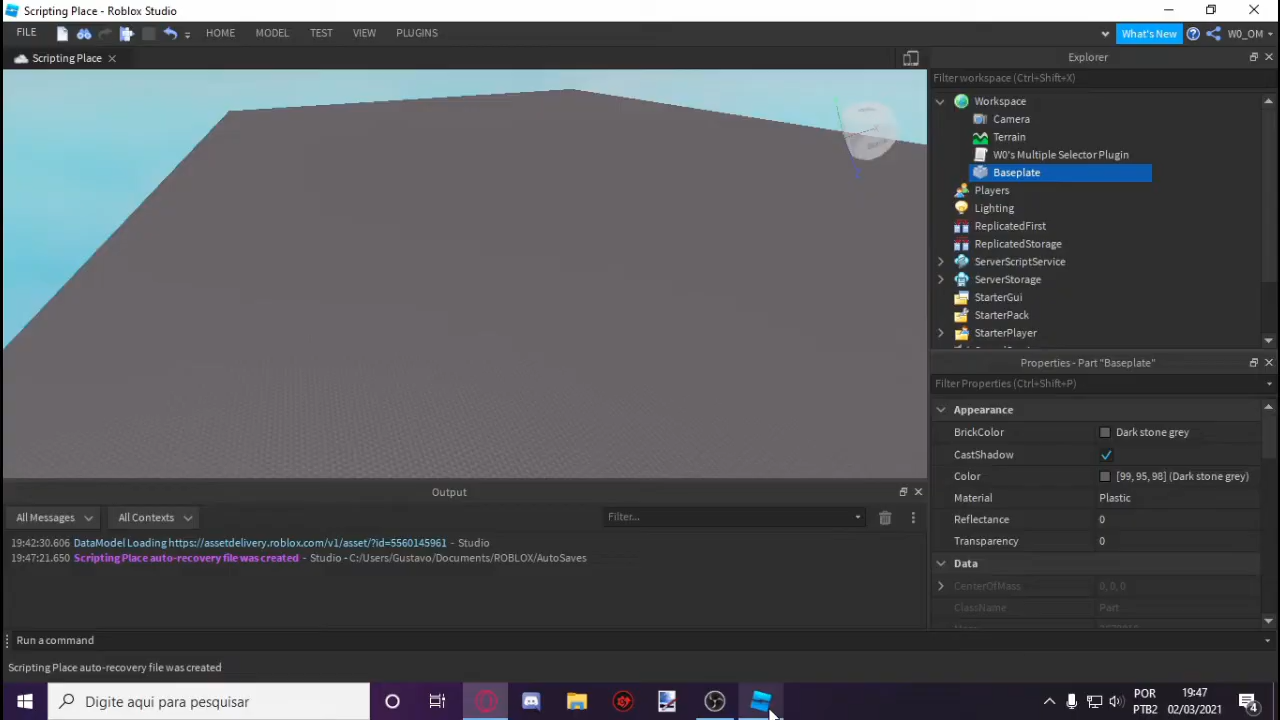 Scripting Place - Roblox Studio
FILE
HOME
MODEL
TEST
VIEW
PLUGINS
What's New
W0_OM
Scripting Place
Explorer
Filter workspace (Ctrl+Shift+X)
Workspace
Camera
Terrain
W0's Multiple Selector Plugin
Baseplate
Players
Lighting
ReplicatedFirst
ReplicatedStorage
ServerScriptService
ServerStorage
StarterGui
StarterPack
StarterPlayer
Properties - Part "Baseplate"
Filter Properties (Ctrl+Shift+P)
Appearance
BrickColor Dark stone grey
CastShadow
Color [99, 95, 98] (Dark stone grey)
Material Plastic
Reflectance 0
Transparency 0
Data
CenterOfMass 0, 0, 0
ClassName Part
Output
All Messages All Contexts Filter...
19:42:30.606 DataModel Loading https://assetdelivery.roblox.com/v1/asset/?id=5560145961 - Studio
19:47:21.650 Scripting Place auto-recovery file was created - Studio - C:/Users/Gustavo/Documents/ROBLOX/AutoSaves
Run a command
Scripting Place auto-recovery file was created
Digite aqui para pesquisar
POR
PTB2
19:47
02/03/2021
4